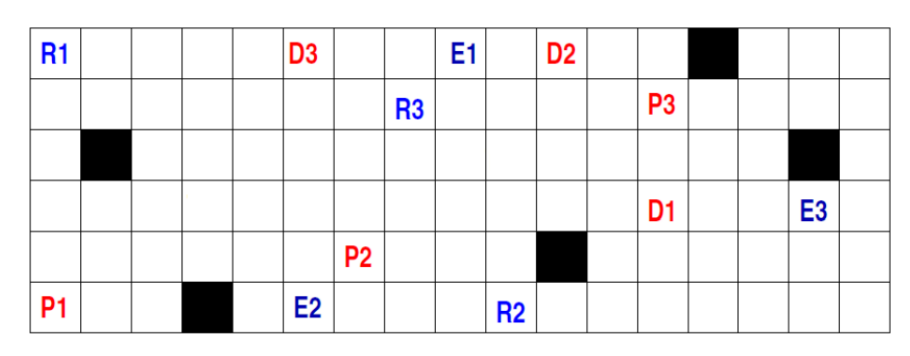 R1 D3 E1 D2
R3 P3
D1 E3
P2
P1 E2 R2